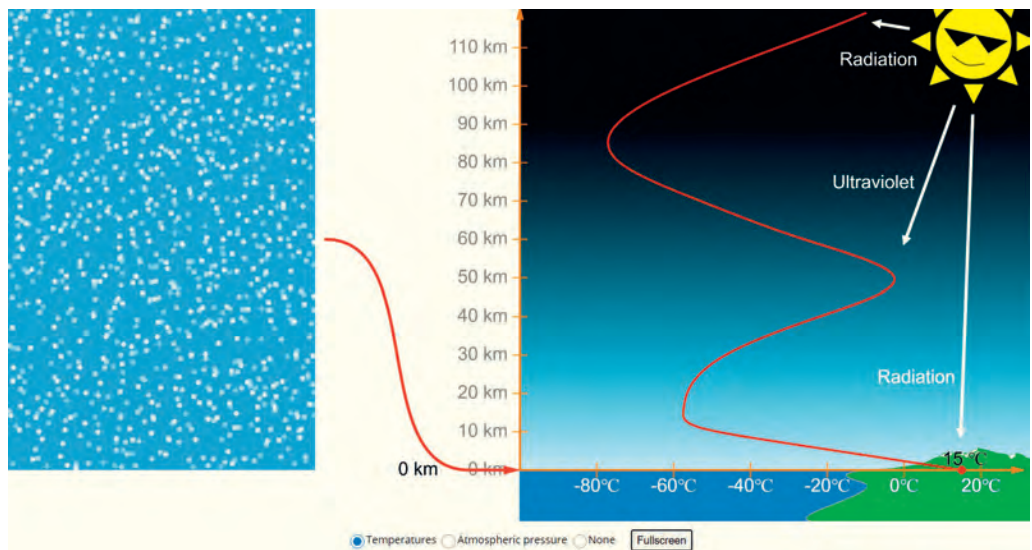 110 km
100 km
90 km
80 km
70 km
60 km
50 km
40 km
30 km
20 km
10 km
0 km
0 km
Radiation
Ultraviolet
Radiation
15 °C
-80°C
-60°C
-40°C
-20°C
0°C
20°C
Temperatures
Atmospheric pressure
None
Fullscreen